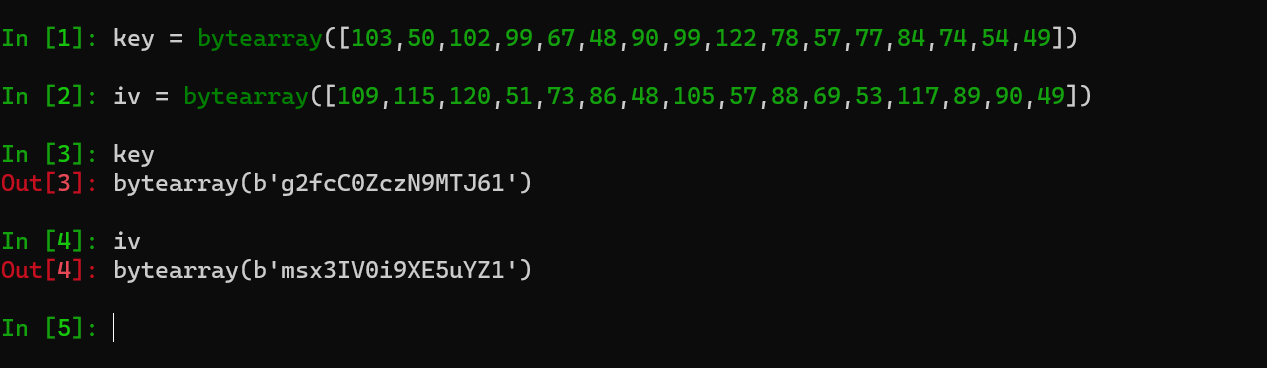 In [1]: key = bytearray([103,50,102,99,67,48,90,99,122,78,57,77,84,74,54,49])
In [2]: iv = bytearray([109,115,120,51,73,86,48,105,57,88,69,53,117,89,90,49])
In [3]: key
Out[3]: bytearray(b'g2fcC0ZczN9MTJ61')
In [4]: iv
Out[4]: bytearray(b'msx3IV0i9XE5uYZ1')
In [5]: